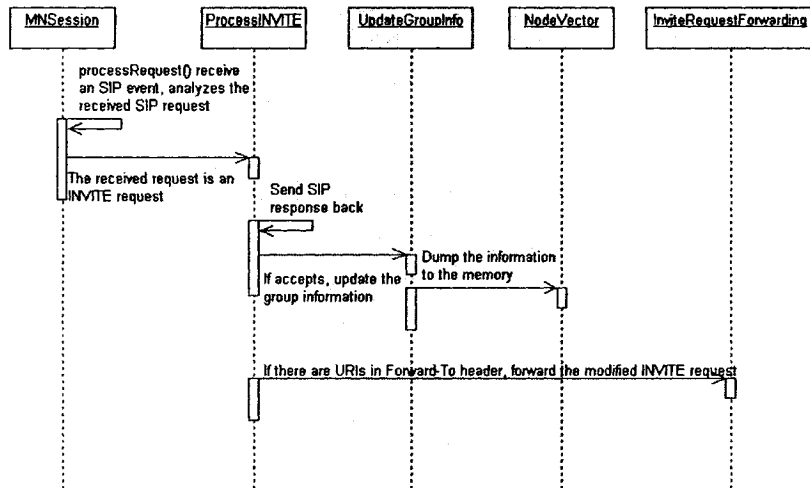 MNSession
ProcessINVITE
UpdateGroupInfo
NodeVector
InviteRequestForwarding
processRequest() receive
an SIP event, analyzes the
received SIP request
The received request is an
INVITE request
Send SIP
response back
If accepts, update the
group information
Dump the information
to the memory
If there are URIs in Forward-To header, forward the modified INVITE request